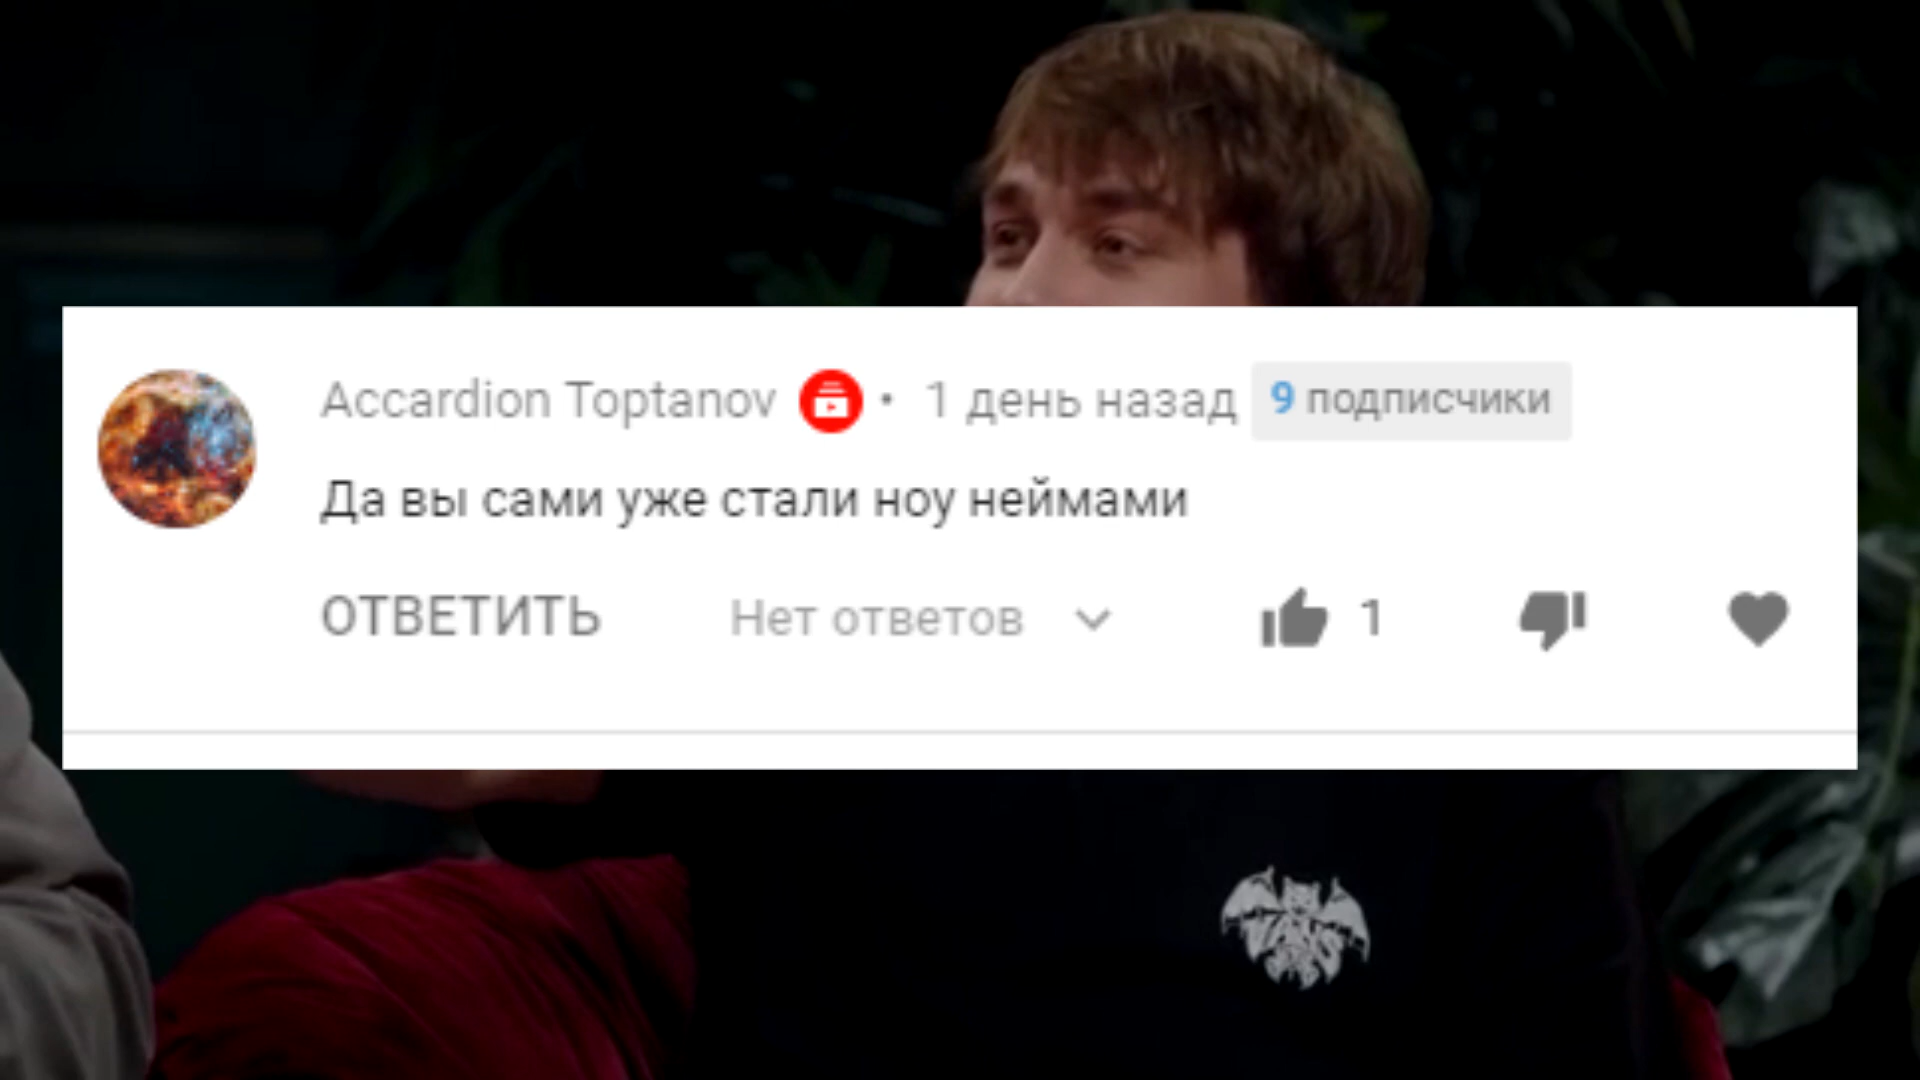 Accardion Toptanov • 1 день назад 9 подписчики
Да вы сами уже стали ноу неймами
ОТВЕТИТЬ Нет ответов 1